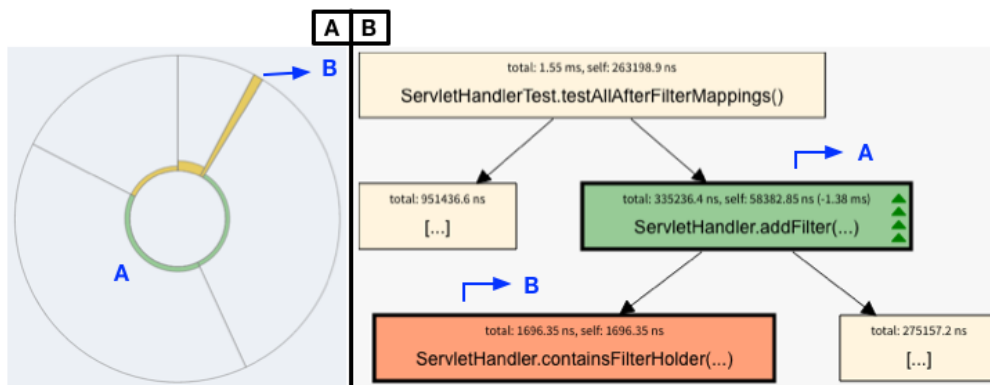 A B
B
A
total: 1.55 ms, self: 263198.9 ns
ServletHandlerTest.testAllAfterFilterMappings()
A
total: 951436.6 ns
[...]
total: 335236.4 ns, self: 58382.85 ns (-1.38 ms)
ServletHandler.addFilter(...)
B
total: 1696.35 ns, self: 1696.35 ns
ServletHandler.containsFilterHolder(...)
total: 275157.2 ns
[...]